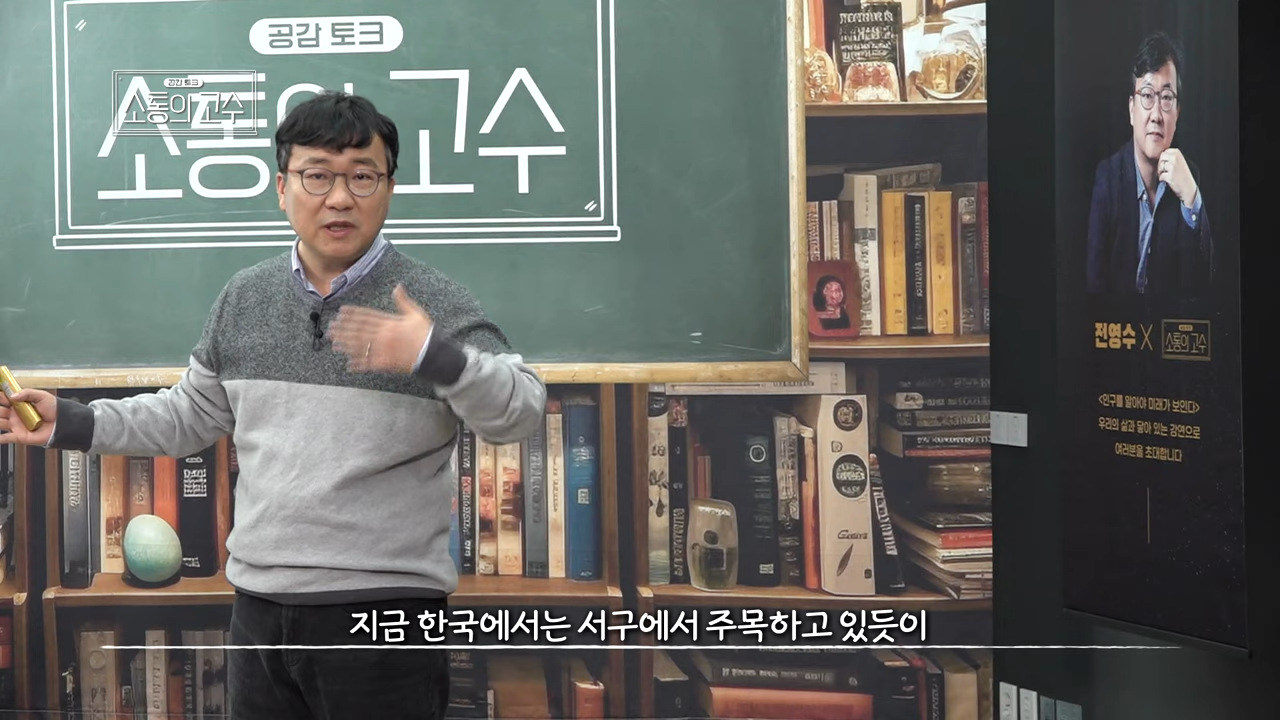 공감 토크
소통의 고수
공감 토크
소통의 고수
전영수 X 소통의 고수
<인구를 알아야 미래가 보인다>
우리의 삶과 닿아 있는 강연으로
여러분을 초대합니다
지금 한국에서는 서구에서 주목하고 있듯이